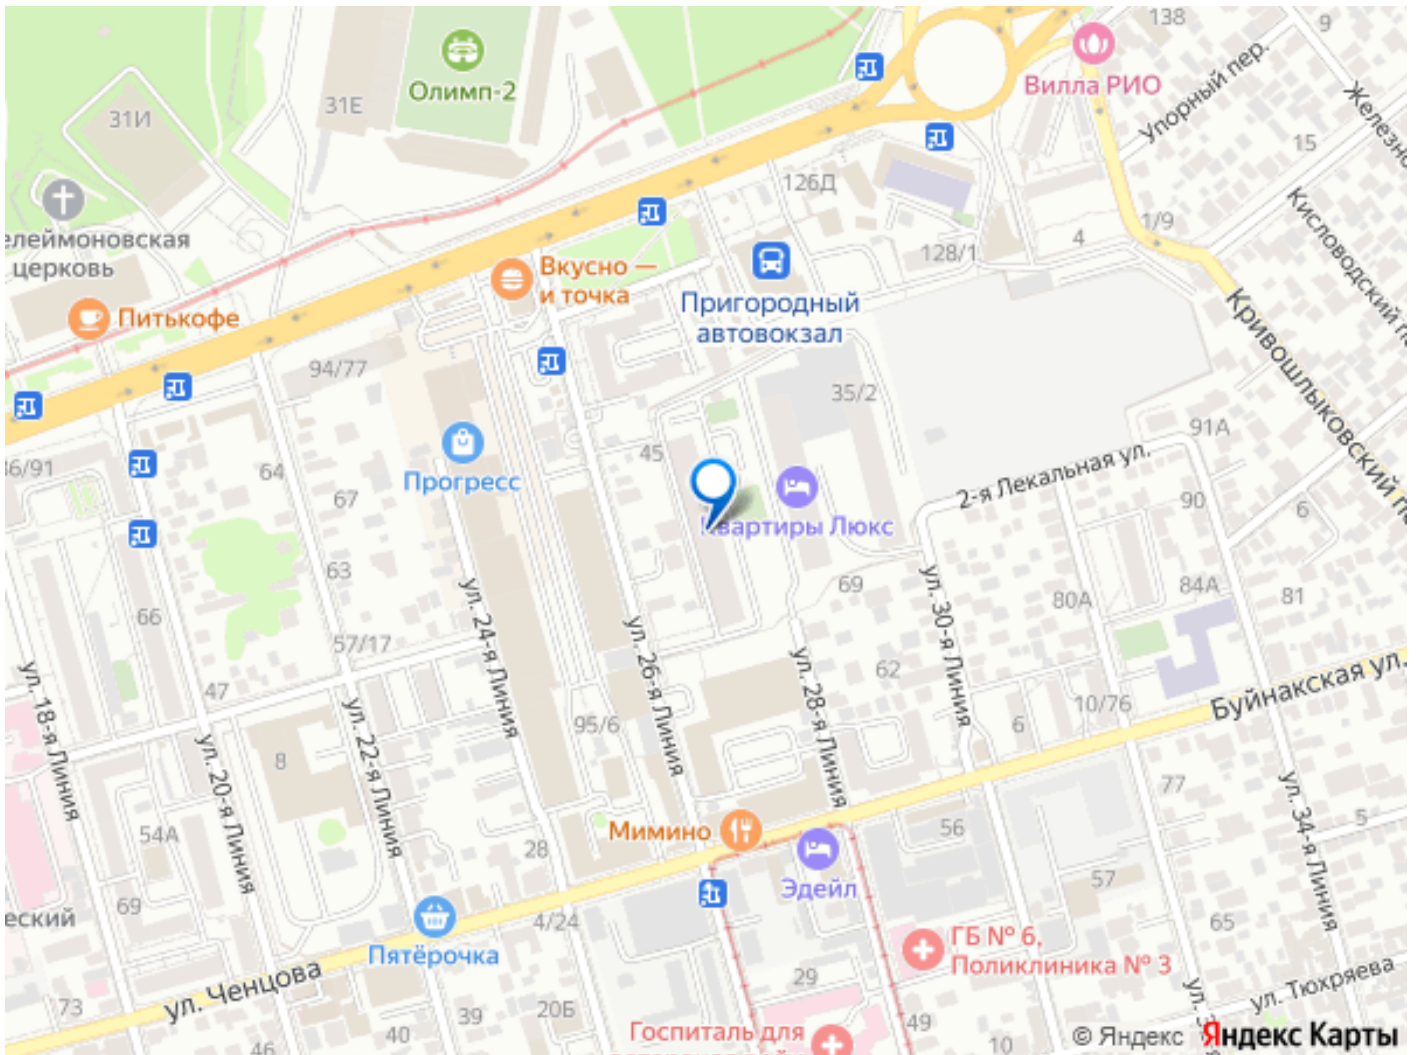 138
9
Олимп-2
Вилла РИО
31И
31Е
Упорный пер.
15
126Д
Кисловодский
1/9
4
128/1
елеймоновская
церковь
Вкусно —
и точка
Питькофе
Пригородный
автовокзал
Кривошлыковский
94/77
35/2
91А
45
64
Прогресс
67
2-я Лекальная ул.
90
6
Квартиры Люкс
63
69
84А
81
80А
66
57/17
ул. 18-я Линия
ул. 20-я Линия
ул. 22-я Линия
ул. 24-я Линия
ул. 26-я Линия
ул. 28-я Линия
ул. 30-я Линия
ул. 34-я Линия
62
47
10/76
Буйнакская ул.
95/6
6
8
77
54А
28
Мимино
56
5
Эдейл
57
69
4/24
65
еский
Пятёрочка
ГБ № 6,
Поликлиника № 3
ул. Ченцова
29
ул. Тюхряева
73
40
39
20Б
49
46
10
Госпиталь для
© Яндекс Яндекс Карты